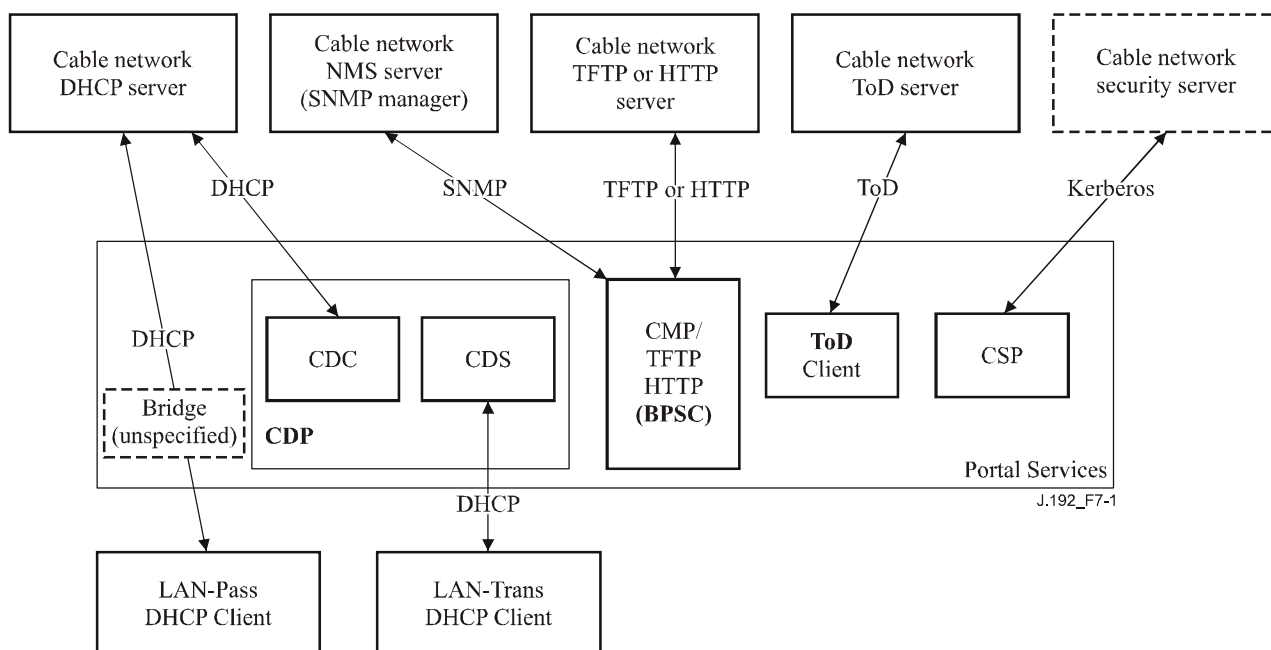 Cable network
DHCP server
Cable network
NMS server
(SNMP manager)
Cable network
TFTP or HTTP
server
Cable network
ToD server
Cable network
security server
DHCP
SNMP
TFTP or HTTP
ToD
Kerberos
DHCP
Bridge
(unspecified)
CDC
CDS
CDP
CMP/
TFTP
HTTP
(BPSC)
ToD
Client
CSP
Portal Services
J.192_F7-1
DHCP
LAN-Pass
DHCP Client
LAN-Trans
DHCP Client